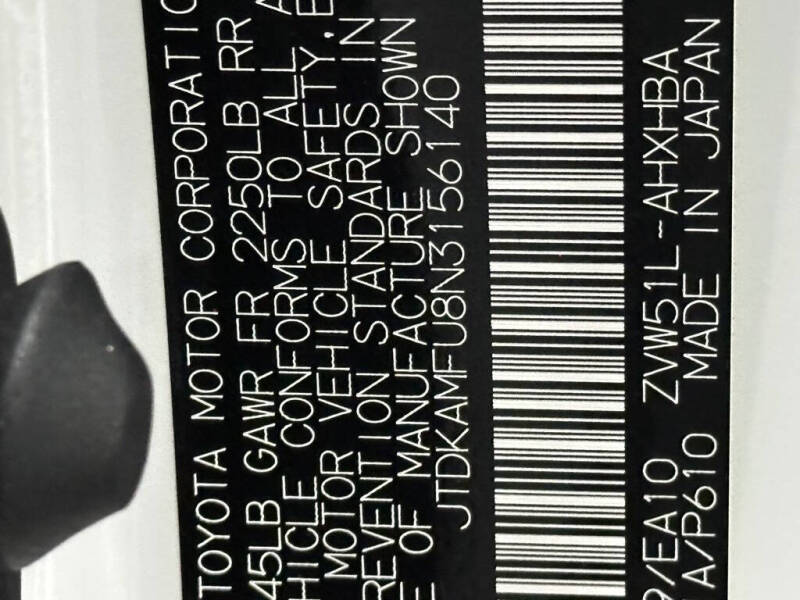 TOYOTA MOTOR CORPORATIO
45LB GAWR FR 2250LB RR
HICLE CONFORMS TO ALL A
MOTOR VEHICLE SAFETY, B
REVENTION STANDARDS IN
E OF MANUFACTURE SHOWN
JTDKAMFU8N3156140
/EA10 ZVW51L-AHXHBA
A/P610 MADE IN JAPAN